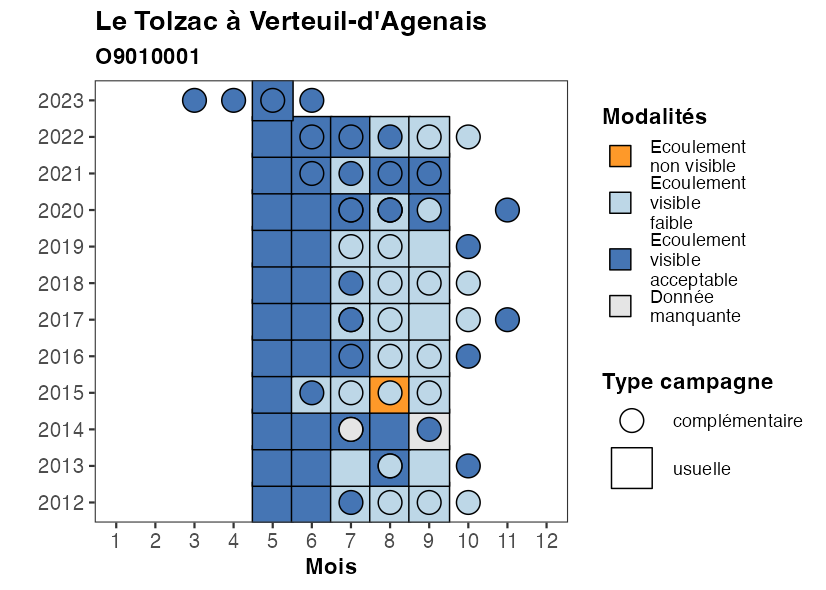 Le Tolzac à Verteuil-d'Agenais
O9010001
2023
2022
2021
2020
2019
2018
2017
2016
2015
2014
2013
2012
1 2 3 4 5 6 7 8 9 10 11 12
Mois
Modalités
Ecoulement
non visible
Ecoulement
visible
faible
Ecoulement
visible
acceptable
Donnée
manquante
Type campagne
complémentaire
usuelle